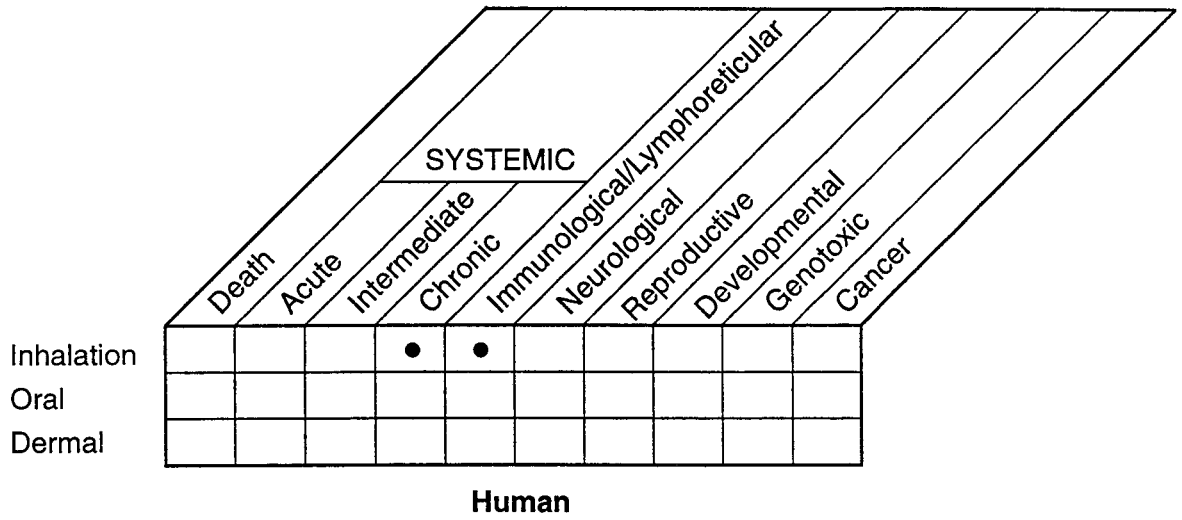 SYSTEMIC
Death
Acute
Intermediate
Chronic
Immunological/Lymphoreticular
Neurological
Reproductive
Developmental
Genotoxic
Cancer
Inhalation
Oral
Dermal
Human